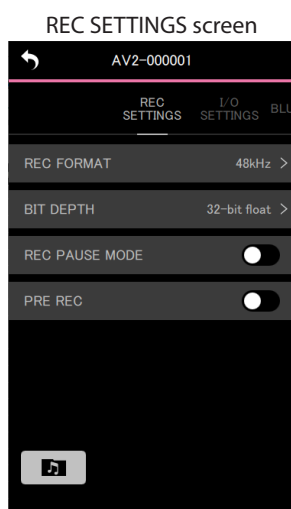 REC SETTINGS screen
AV2-000001
REC
SETTINGS
I/O
SETTINGS
BLU
REC FORMAT 48kHz >
BIT DEPTH 32-bit float >
REC PAUSE MODE
PRE REC